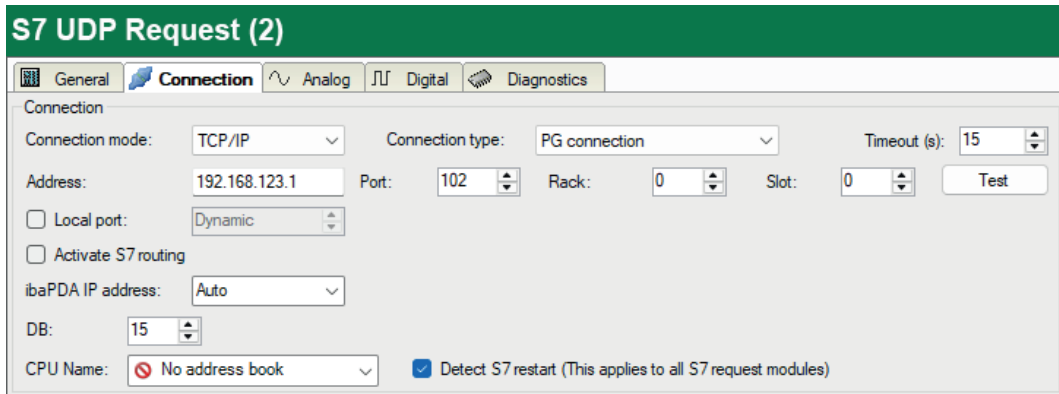 S7 UDP Request (2)
General Connection Analog Digital Diagnostics
Connection
Connection mode: TCP/IP Connection type: PG connection Timeout (s): 15
Address: 192.168.123.1 Port: 102 Rack: 0 Slot: 0 Test
Local port: Dynamic
Activate S7 routing
ibaPDA IP address: Auto
DB: 15
CPU Name: No address book Detect S7 restart (This applies to all S7 request modules)